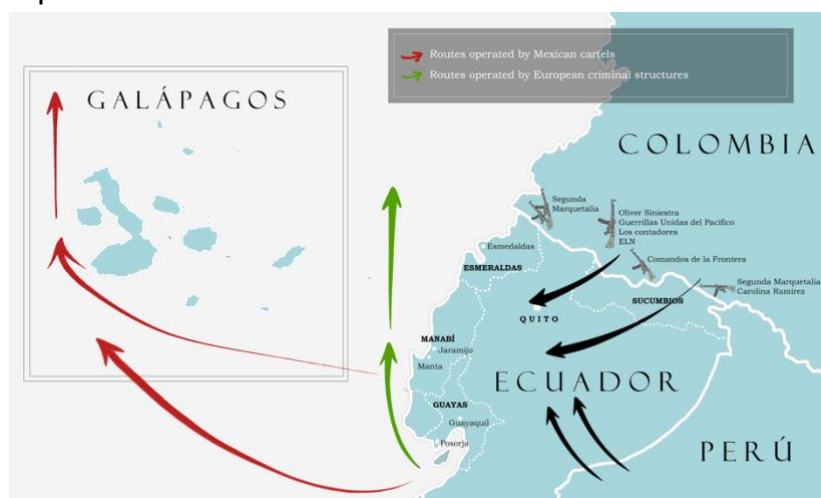 Routes operated by Mexican cartels
Routes operated by European criminal structures
GALÁPAGOS
COLOMBIA
Segunda
Marquetalia
Oliver Siniestra
Guerrillas Unidas del Pacífico
Los contadores
ELN
Esmedaldas
Comandos de la Frontera
ESMERALDAS
Segunda Marquetalia
Carolina Ramirez
SUCUMBIOS
QUITO
MANABÍ
Jaramijo
Manta
ECUADOR
GUAYAS
Guayaquil
Posorja
PERÚ